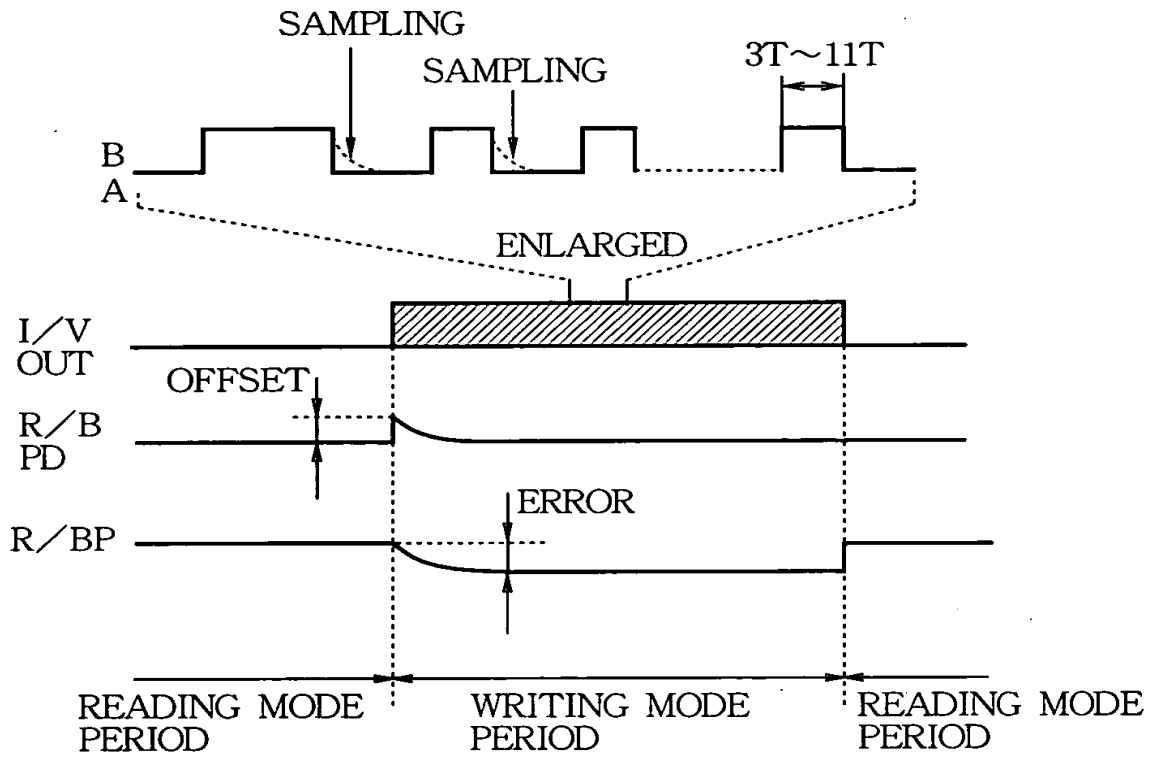 SAMPLING
SAMPLING
3T～11T
B
A
ENLARGED
I／V
OUT
OFFSET
R／B
PD
ERROR
R／BP
READING MODE
PERIOD
WRITING MODE
PERIOD
READING MODE
PERIOD